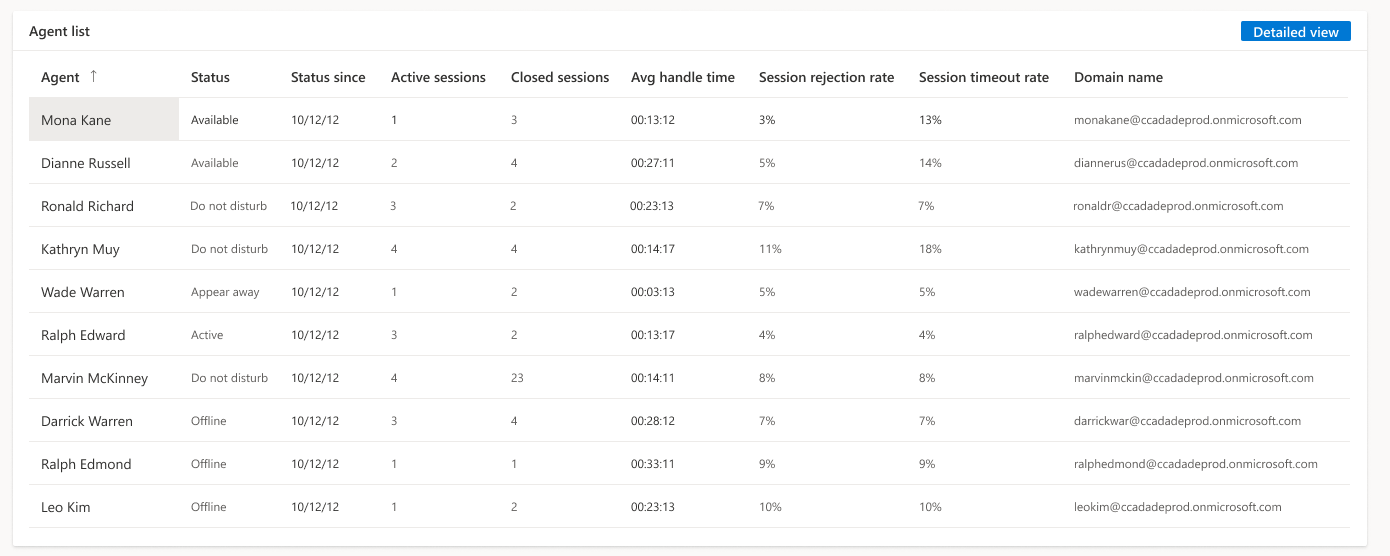 Agent list Detailed view
Agent ↑ Status Status since Active sessions Closed sessions Avg handle time Session rejection rate Session timeout rate Domain name
Mona Kane Available 10/12/12 1 3 00:13:12 3% 13% monakane@ccadadeprod.onmicrosoft.com
Dianne Russell Available 10/12/12 2 4 00:27:11 5% 14% diannerus@ccadadeprod.onmicrosoft.com
Ronald Richard Do not disturb 10/12/12 3 2 00:23:13 7% 7% ronaldr@ccadadeprod.onmicrosoft.com
Kathryn Muy Do not disturb 10/12/12 4 4 00:14:17 11% 18% kathrynmuy@ccadadeprod.onmicrosoft.com
Wade Warren Appear away 10/12/12 1 2 00:03:13 5% 5% wadewarren@ccadadeprod.onmicrosoft.com
Ralph Edward Active 10/12/12 3 2 00:13:17 4% 4% ralphedward@ccadadeprod.onmicrosoft.com
Marvin McKinney Do not disturb 10/12/12 4 23 00:14:11 8% 8% marvinmckin@ccadadeprod.onmicrosoft.com
Darrick Warren Offline 10/12/12 3 4 00:28:12 7% 7% darrickwar@ccadadeprod.onmicrosoft.com
Ralph Edmond Offline 10/12/12 1 1 00:33:11 9% 9% ralphedmond@ccadadeprod.onmicrosoft.com
Leo Kim Offline 10/12/12 1 2 00:23:13 10% 10% leokim@ccadadeprod.onmicrosoft.com